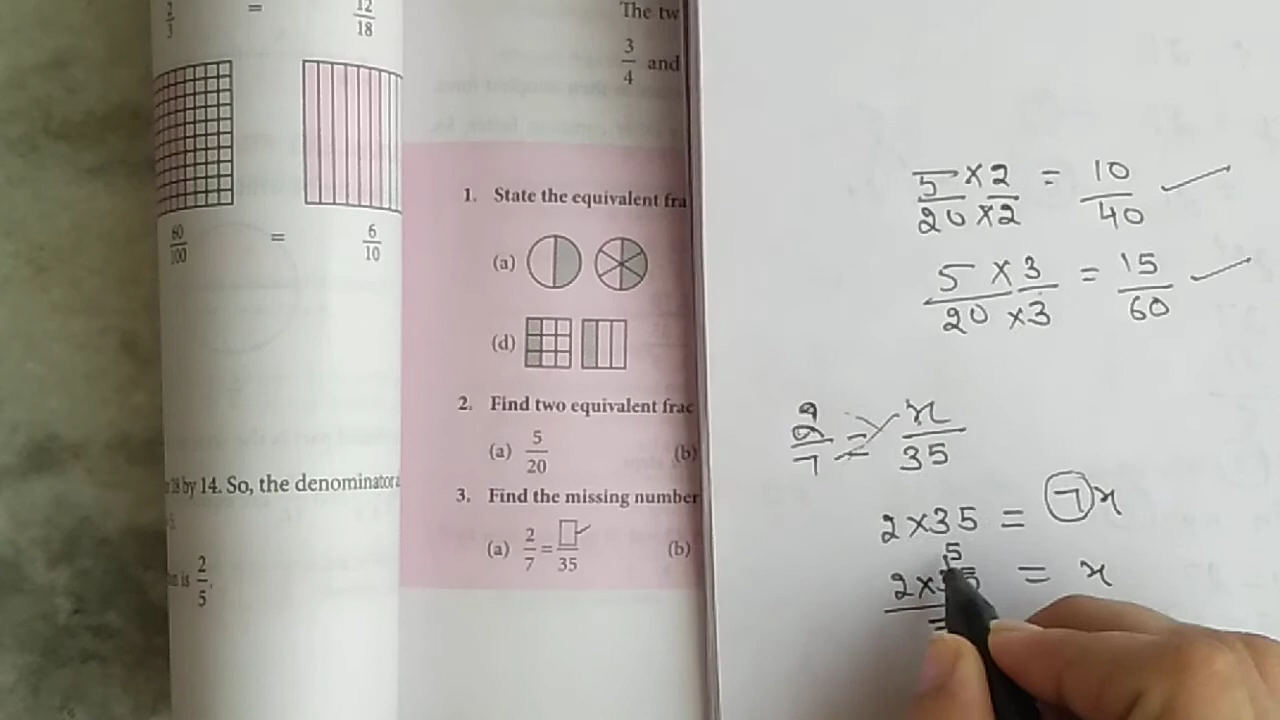 2/3 = 12/18
60/100 = 6/10
by 14. So, the denominator
is 2/5.
The tw
3/4 and
1. State the equivalent fra
(a)
(d)
2. Find two equivalent frac
(a) 5/20 (b)
3. Find the missing number
(a) 2/7 = □/35 (b)
5×2/20×2 = 10/40
5×3/20×3 = 15/60
2/7 = x/35
2×35 = 7x
5
2×35/7 = x